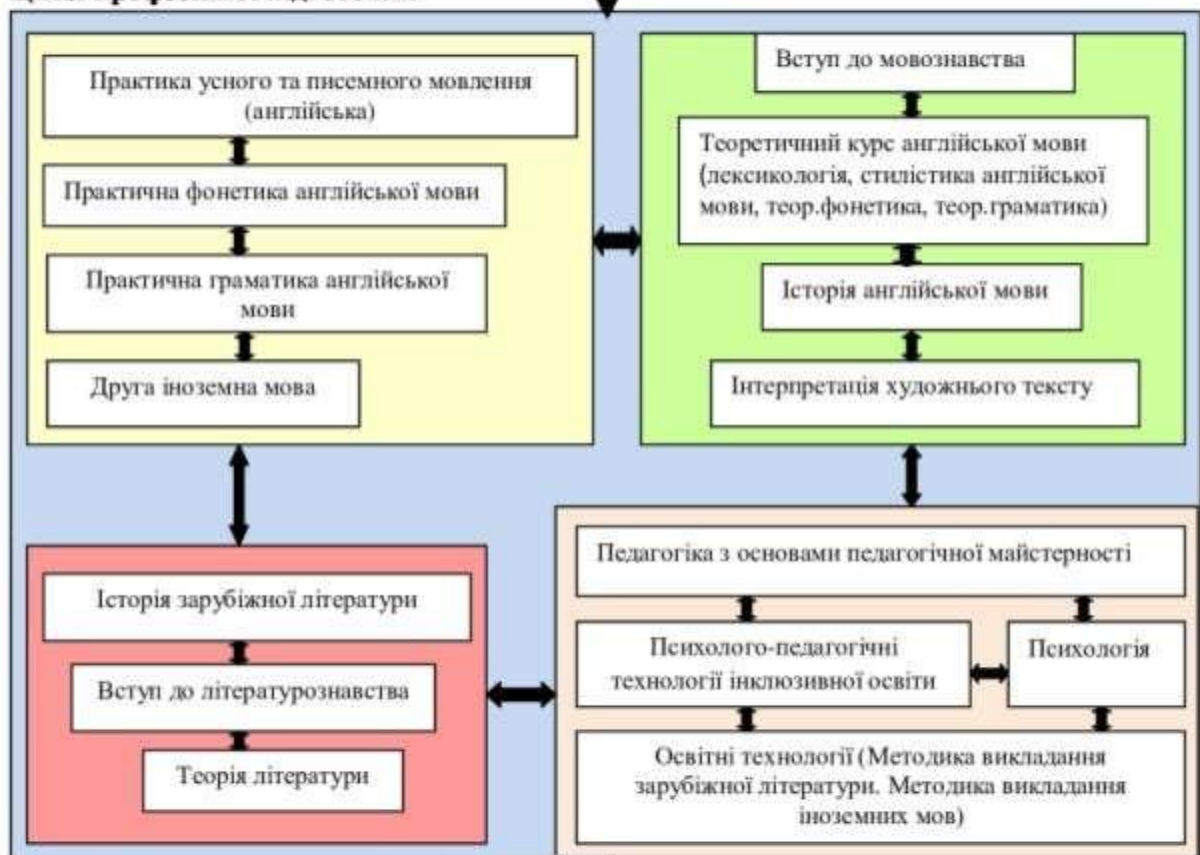 Практика усного та писемного мовлення
(англійська)
Практична фонетика англійської мови
Практична граматика англійської
мови
Друга іноземна мова
Вступ до мовознавства
Теоретичний курс англійської мови
(лексикологія, стилістика англійської
мови, теор.фонетика, теор.граматика)
Історія англійської мови
Інтерпретація художнього тексту
Історія зарубіжної літератури
Вступ до літературознавства
Теорія літератури
Педагогіка з основами педагогічної майстерності
Психолого-педагогічні
технології інклюзивної освіти
Психологія
Освітні технології (Методика викладання
зарубіжної літератури. Методика викладання
іноземних мов)